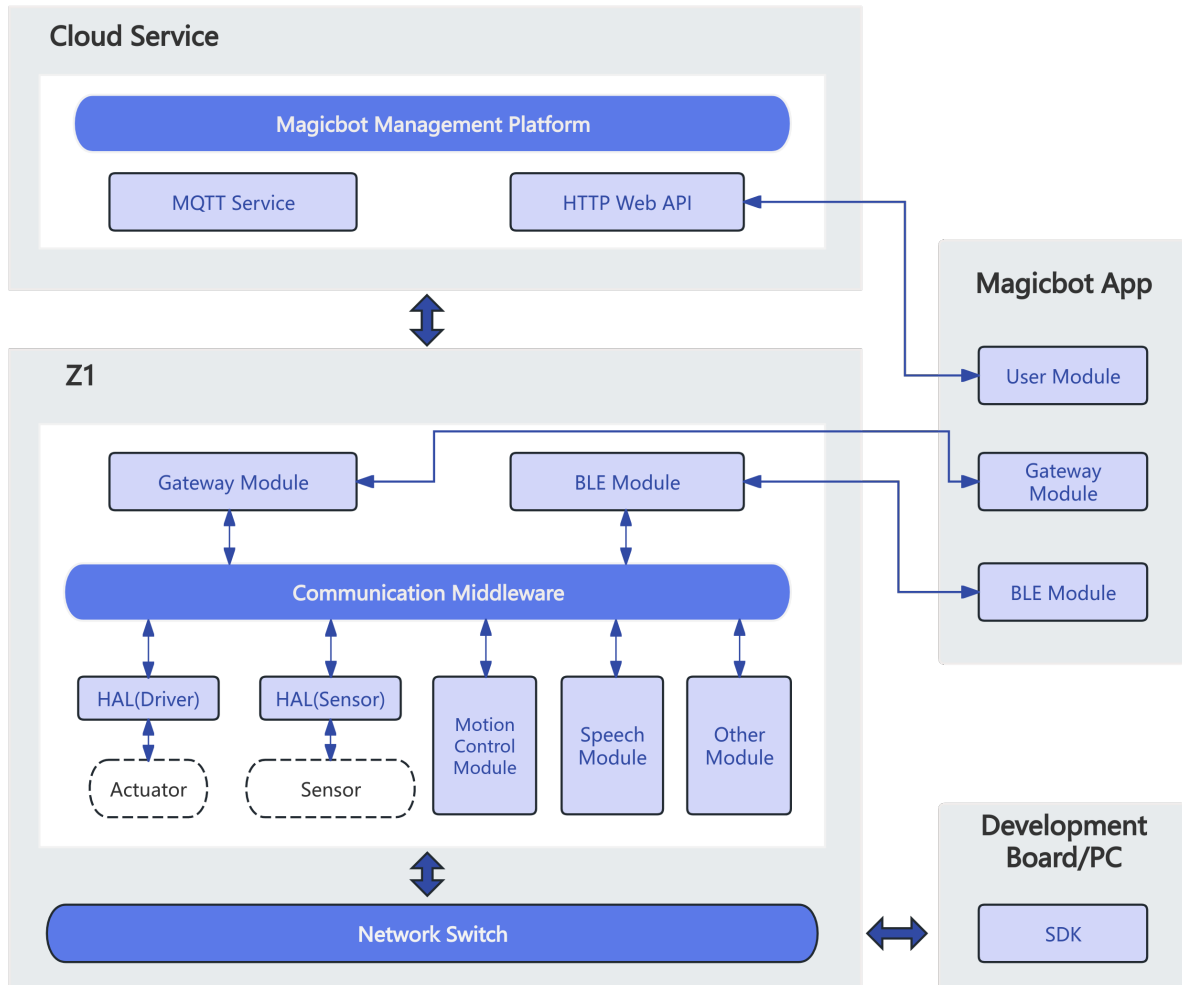 Cloud Service
Magicbot Management Platform
MQTT Service
HTTP Web API
Magicbot App
User Module
Gateway
Module
BLE Module
Z1
Gateway Module
BLE Module
Communication Middleware
HAL(Driver)
HAL(Sensor)
Motion
Control
Module
Speech
Module
Other
Module
Actuator
Sensor
Network Switch
Development
Board/PC
SDK